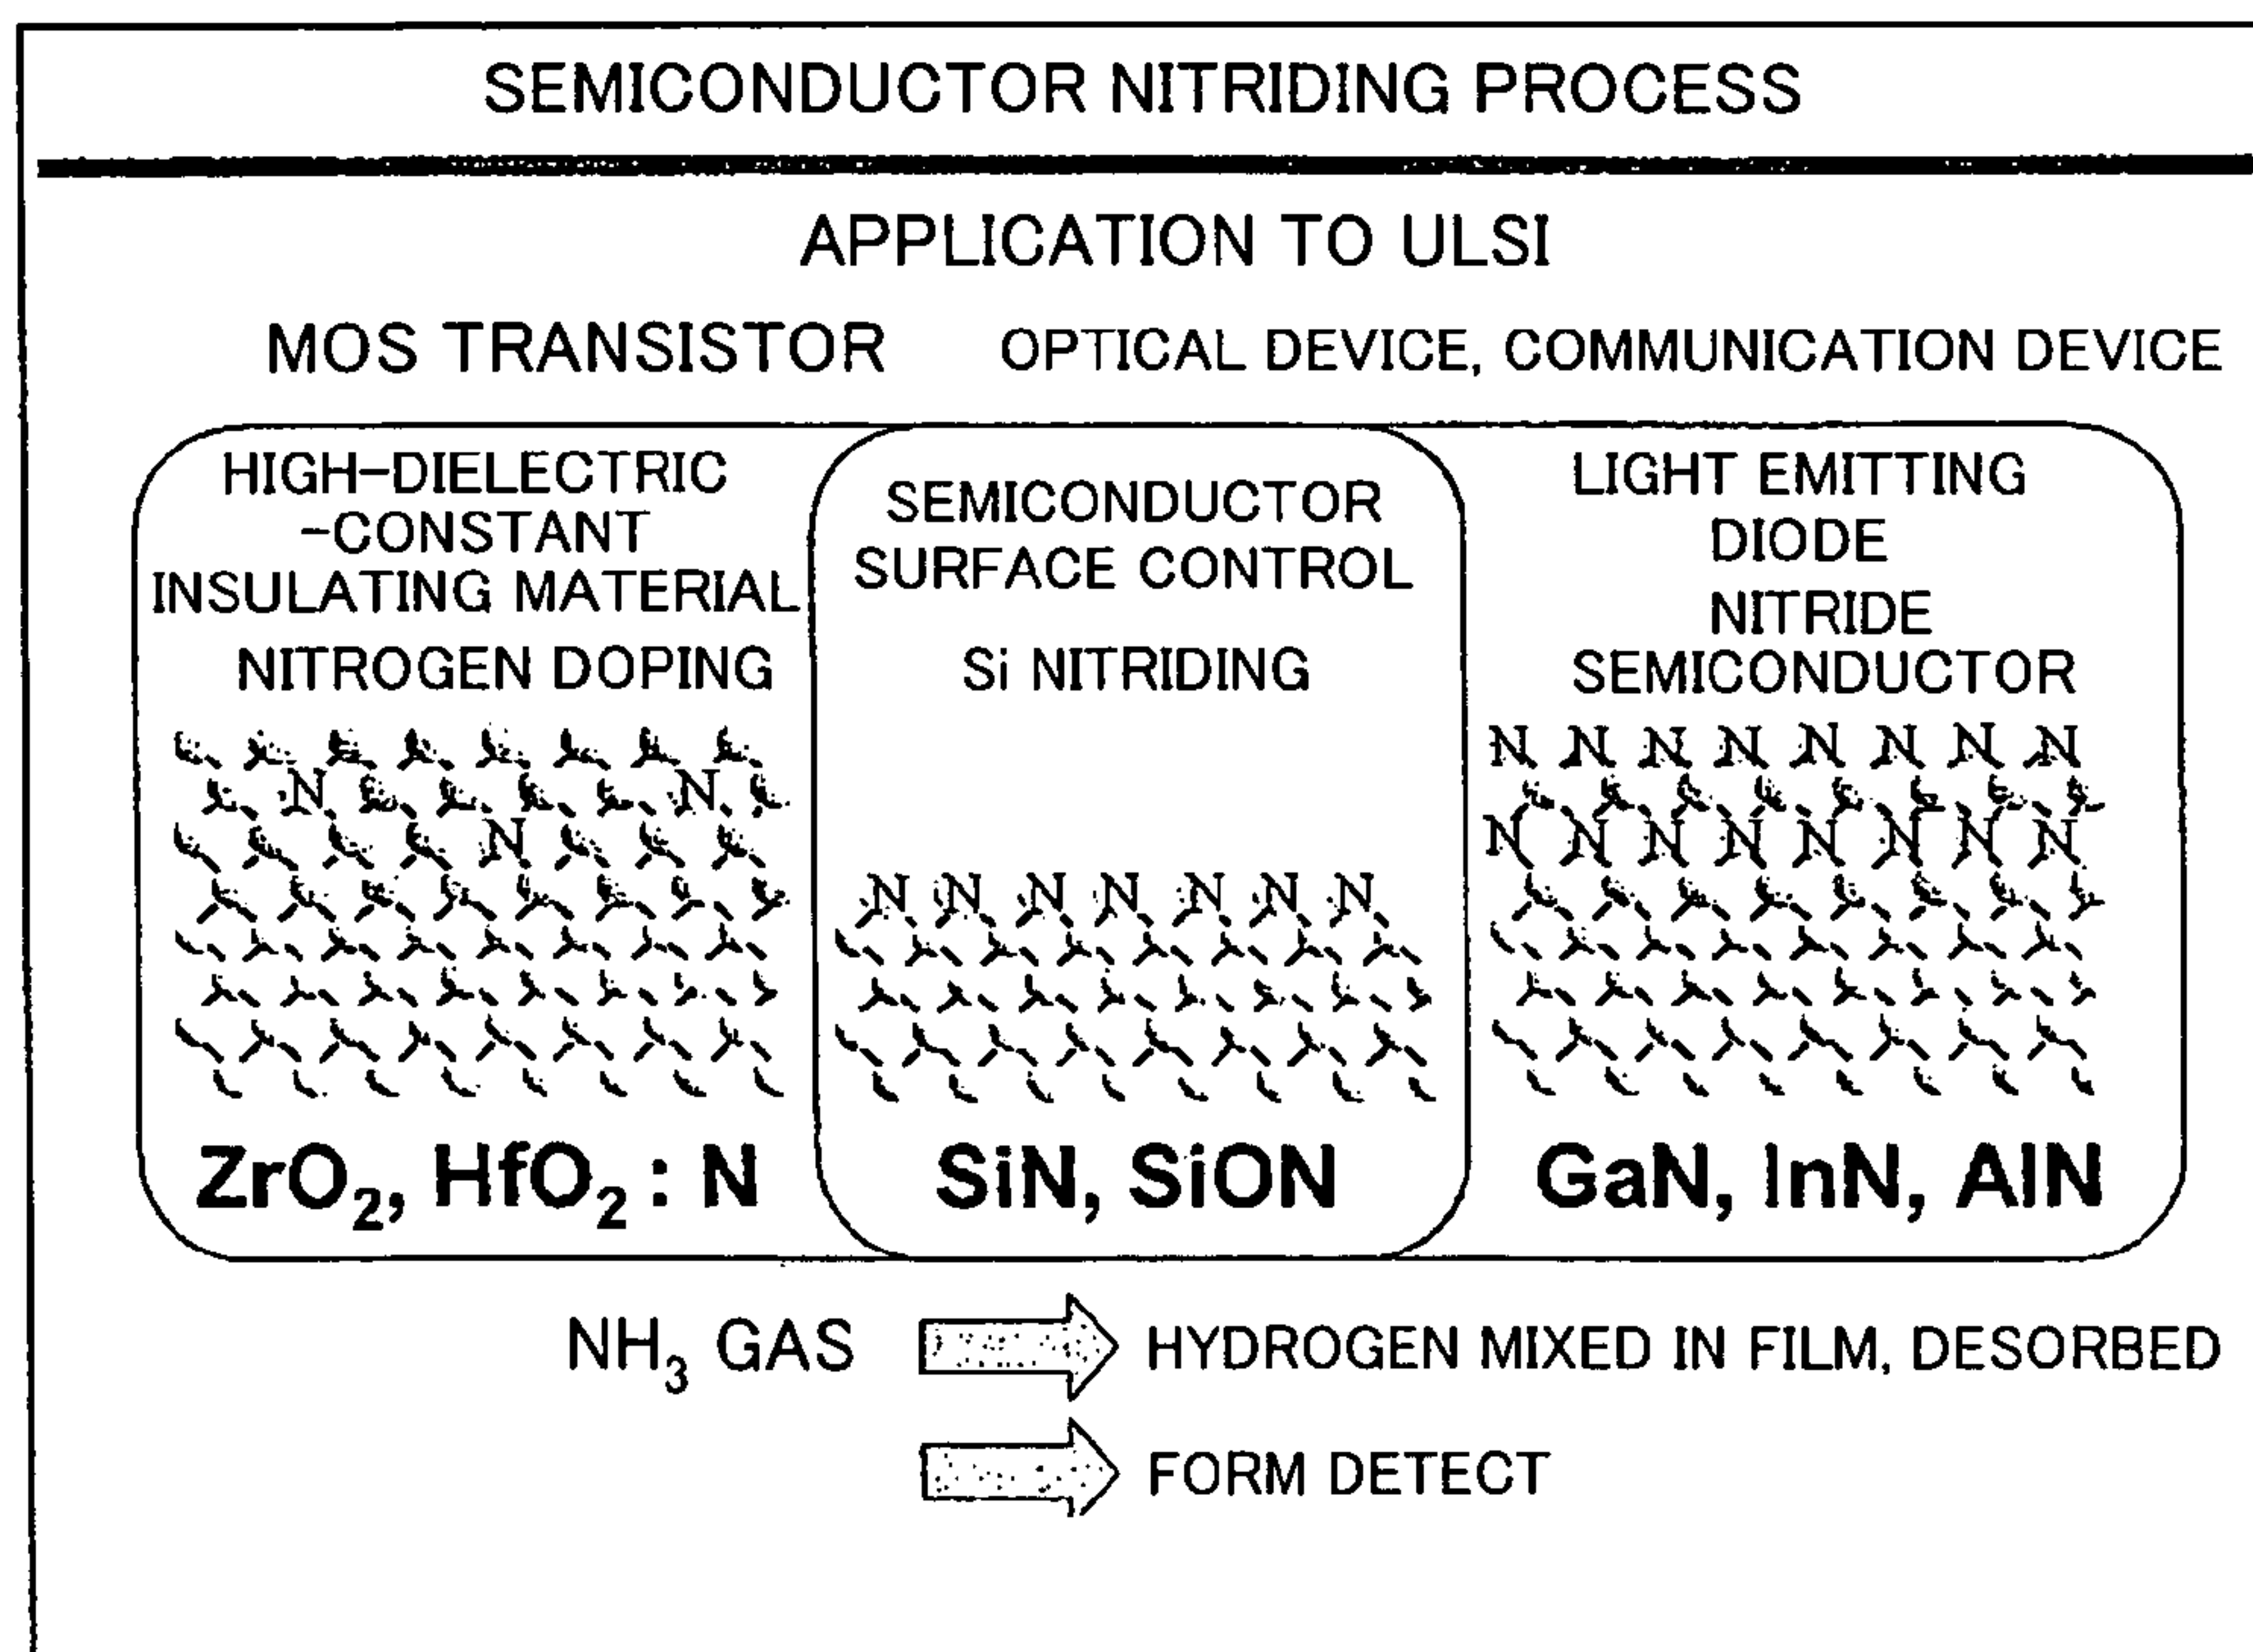 SEMICONDUCTOR NITRIDING PROCESS
APPLICATION TO ULSI
MOS TRANSISTOR
OPTICAL DEVICE, COMMUNICATION DEVICE
HIGH-DIELECTRIC
-CONSTANT
INSULATING MATERIAL
NITROGEN DOPING
N N
N
ZrO₂, HfO₂ : N
SEMICONDUCTOR
SURFACE CONTROL
Si NITRIDING
N N N N N N N
SiN, SiON
LIGHT EMITTING
DIODE
NITRIDE
SEMICONDUCTOR
N N N N N N N N
N N N N N N N N
GaN, InN, AlN
NH₃ GAS
HYDROGEN MIXED IN FILM, DESORBED
FORM DETECT